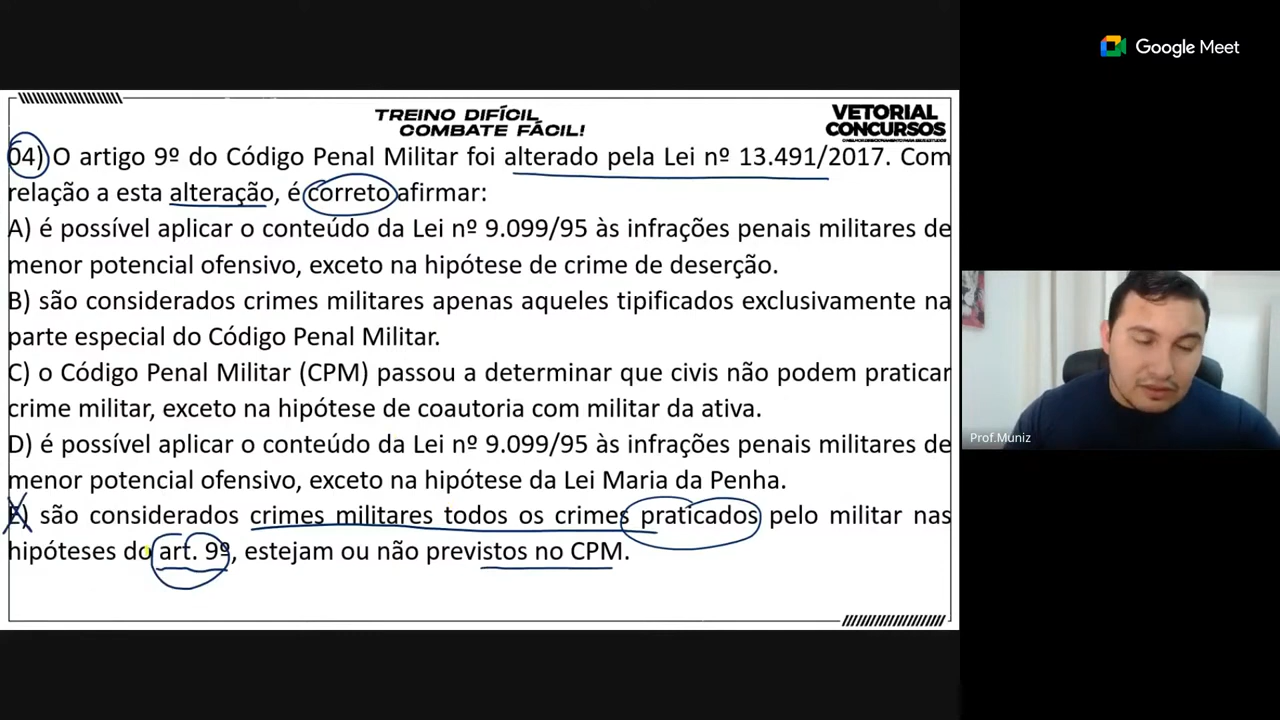 Google Meet
TREINO DIFÍCIL
COMBATE FÁCIL!
VETORIAL
CONCURSOS
04) O artigo 9º do Código Penal Militar foi alterado pela Lei nº 13.491/2017. Com
relação a esta alteração, é correto afirmar:
A) é possível aplicar o conteúdo da Lei nº 9.099/95 às infrações penais militares de
menor potencial ofensivo, exceto na hipótese de crime de deserção.
B) são considerados crimes militares apenas aqueles tipificados exclusivamente na
parte especial do Código Penal Militar.
C) o Código Penal Militar (CPM) passou a determinar que civis não podem praticar
crime militar, exceto na hipótese de coautoria com militar da ativa.
D) é possível aplicar o conteúdo da Lei nº 9.099/95 às infrações penais militares de
menor potencial ofensivo, exceto na hipótese da Lei Maria da Penha.
E) são considerados crimes militares todos os crimes praticados pelo militar nas
hipóteses do art. 9º, estejam ou não previstos no CPM.
Prof.Muniz